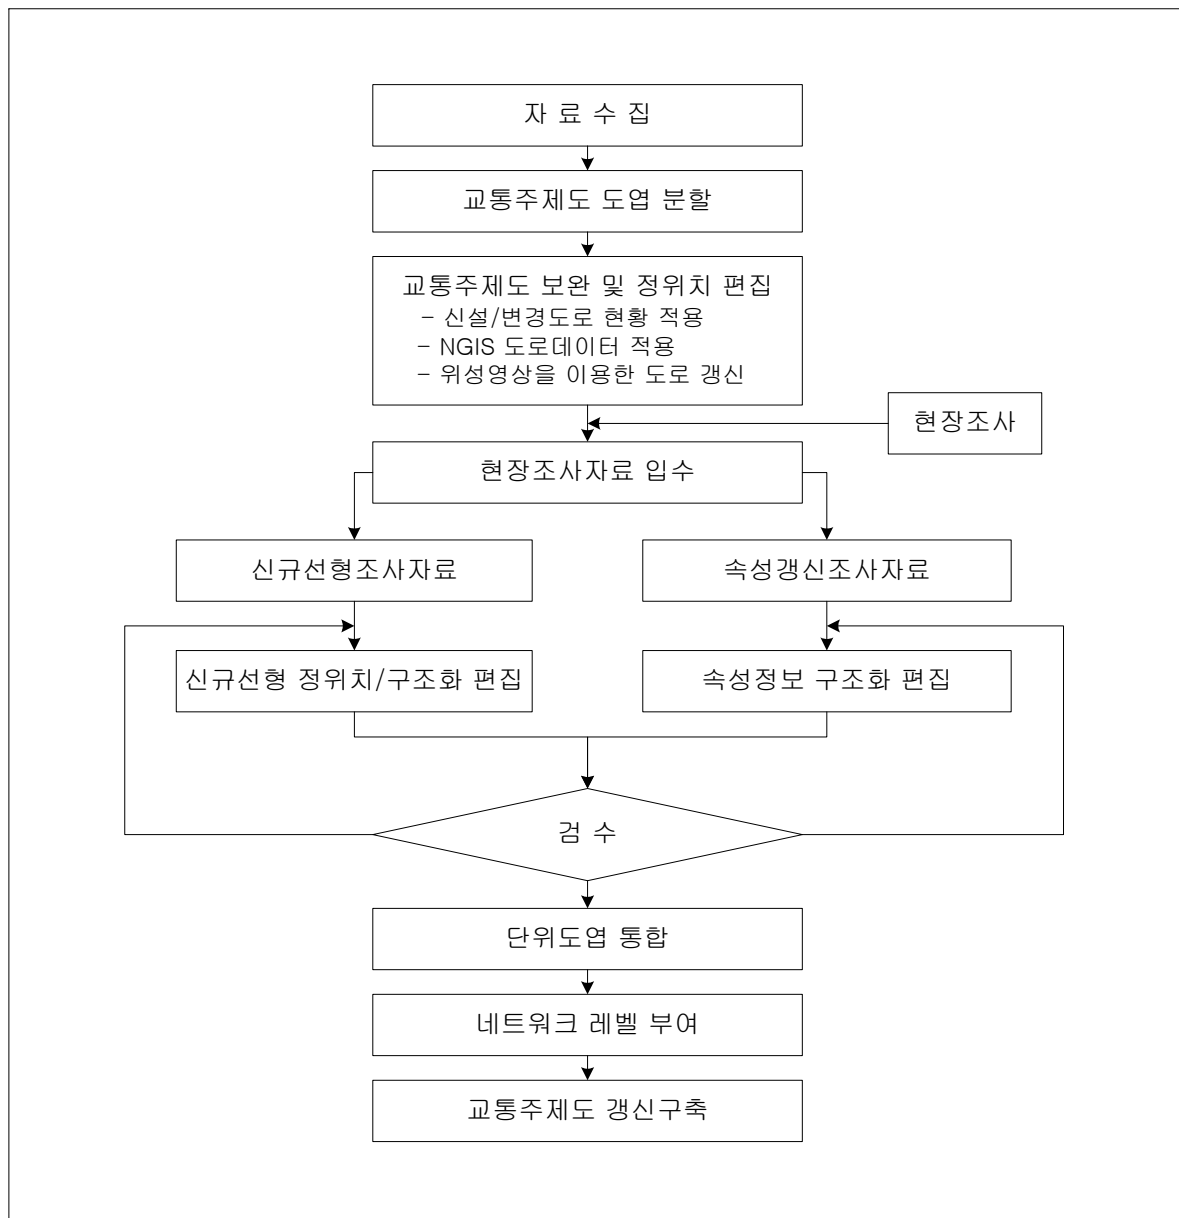 자 료 수 집
교통주제도 도엽 분할
교통주제도 보완 및 정위치 편집
- 신설/변경도로 현황 적용
- NGIS 도로데이터 적용
- 위성영상을 이용한 도로 갱신
현장조사
현장조사자료 입수
신규선형조사자료
속성갱신조사자료
신규선형 정위치/구조화 편집
속성정보 구조화 편집
검 수
단위도엽 통합
네트워크 레벨 부여
교통주제도 갱신구축